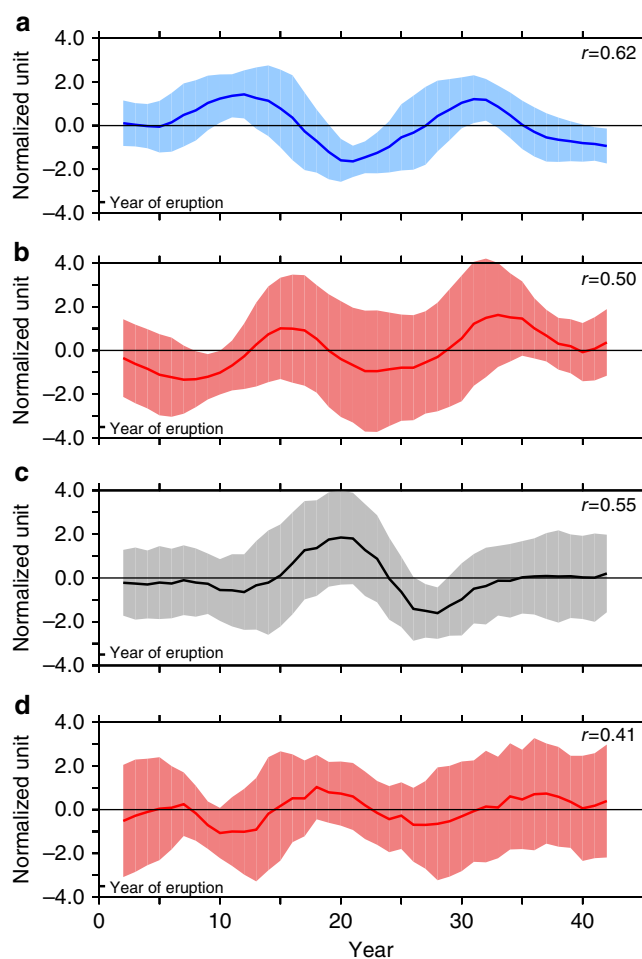 a
4.0
2.0
0.0
–2.0
–4.0
Normalized unit
r=0.62
Year of eruption
b
4.0
2.0
0.0
–2.0
–4.0
Normalized unit
r=0.50
Year of eruption
c
4.0
2.0
0.0
–2.0
–4.0
Normalized unit
r=0.55
Year of eruption
d
4.0
2.0
0.0
–2.0
–4.0
Normalized unit
r=0.41
Year of eruption
0 10 20 30 40
Year